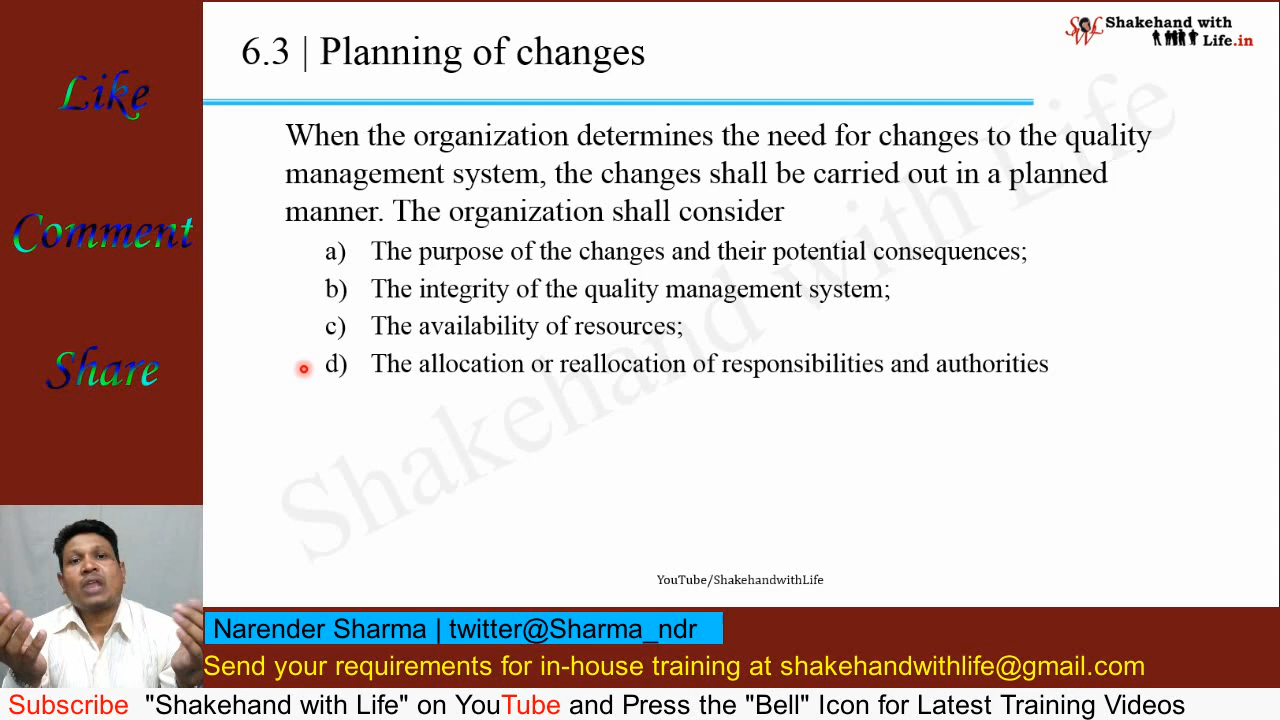 6.3 | Planning of changes
Shakehand with
Life.in
Like
Comment
Share
When the organization determines the need for changes to the quality
management system, the changes shall be carried out in a planned
manner. The organization shall consider
a) The purpose of the changes and their potential consequences;
b) The integrity of the quality management system;
c) The availability of resources;
d) The allocation or reallocation of responsibilities and authorities
Shakehand with Life
YouTube/ShakehandwithLife
Narender Sharma | twitter@Sharma_ndr
Send your requirements for in-house training at shakehandwithlife@gmail.com
Subscribe "Shakehand with Life" on YouTube and Press the "Bell" Icon for Latest Training Videos